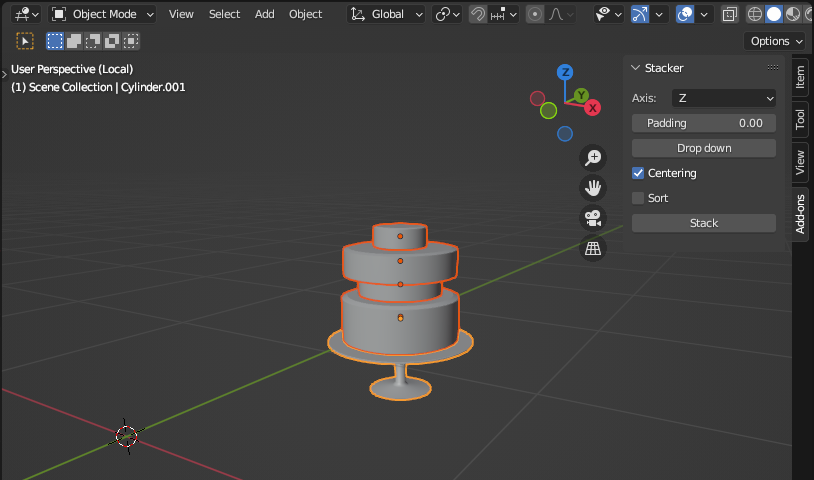 Object Mode
View
Select
Add
Object
Global
Options
User Perspective (Local)
(1) Scene Collection | Cylinder.001
Z
Y
X
Stacker
Axis:
Z
Padding
0.00
Drop down
Centering
Sort
Stack
Item
Tool
View
Add-ons